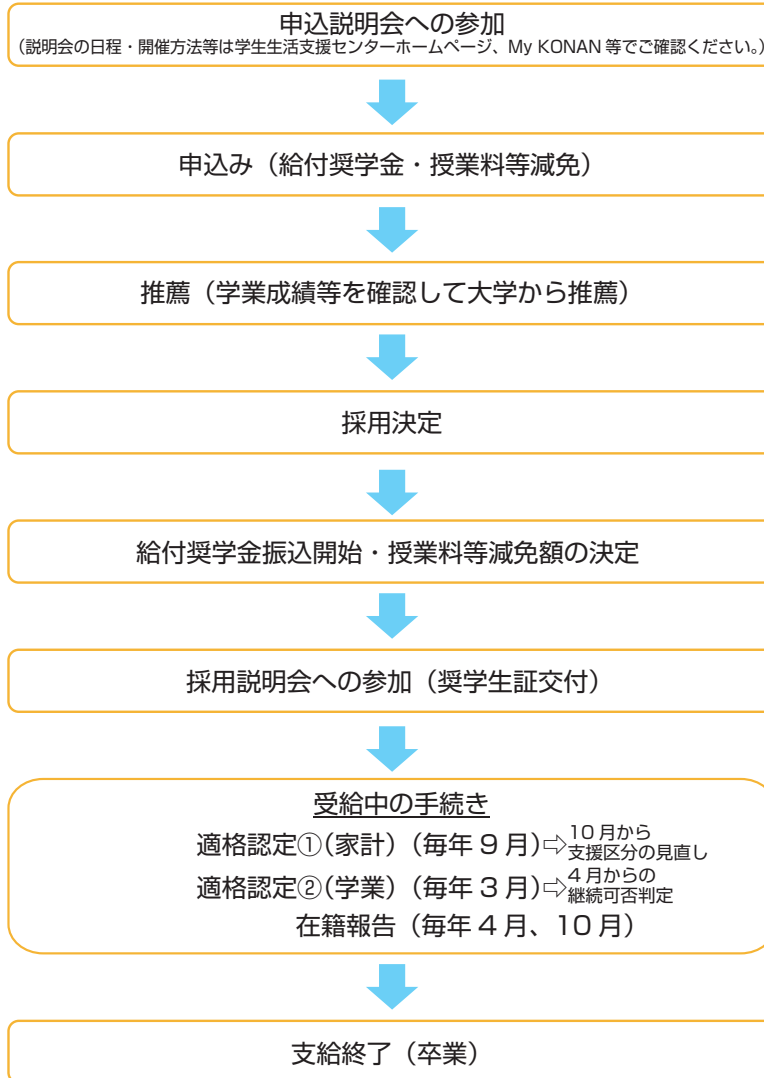 申込説明会への参加
（説明会の日程・開催方法等は学生生活支援センターホームページ、My KONAN 等でご確認ください。）
申込み（給付奨学金・授業料等減免）
推薦（学業成績等を確認して大学から推薦）
採用決定
給付奨学金振込開始・授業料等減免額の決定
採用説明会への参加（奨学生証交付）
受給中の手続き
適格認定①（家計）（毎年 9 月）⇨10 月から
支援区分の見直し
適格認定②（学業）（毎年 3 月）⇨4 月からの
継続可否判定
在籍報告（毎年 4 月、10 月）
支給終了（卒業）